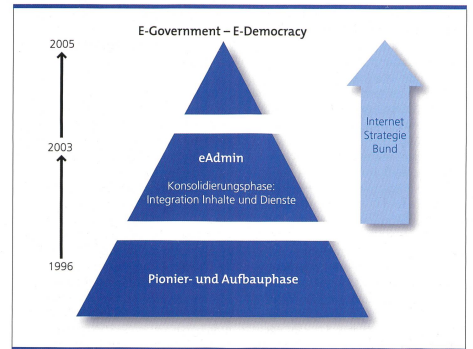 E-Government – E-Democracy
2005
Internet
Strategie
Bund
2003
eAdmin
Konsolidierungsphase:
Integration Inhalte und Dienste
1996
Pionier- und Aufbauphase